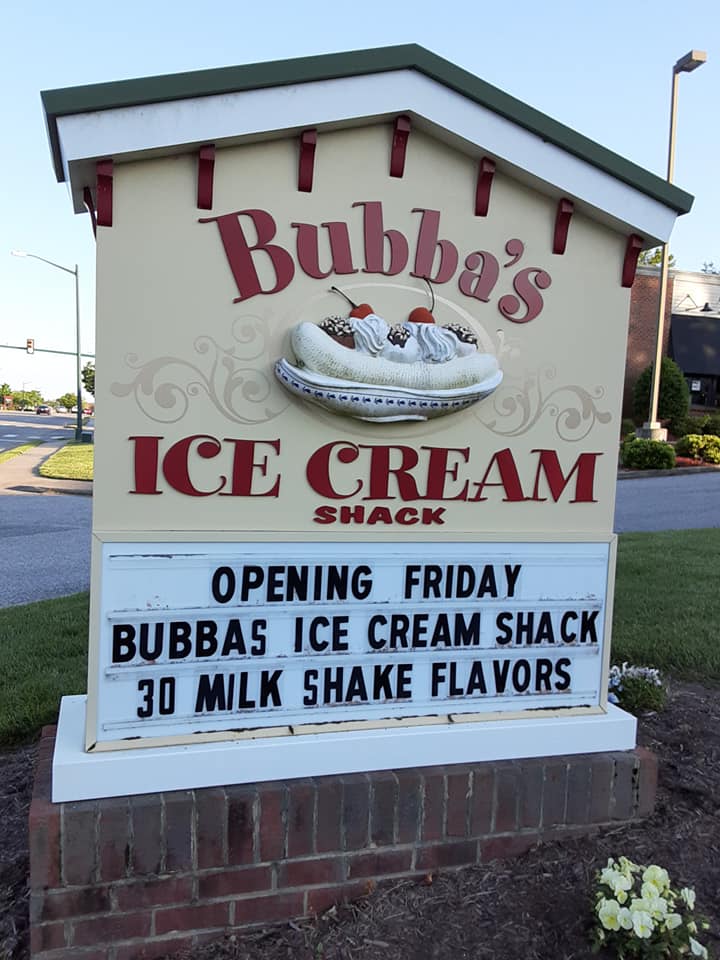 Bubba's
ICE CREAM
SHACK
OPENING FRIDAY
BUBBAS ICE CREAM SHACK
30 MILK SHAKE FLAVORS